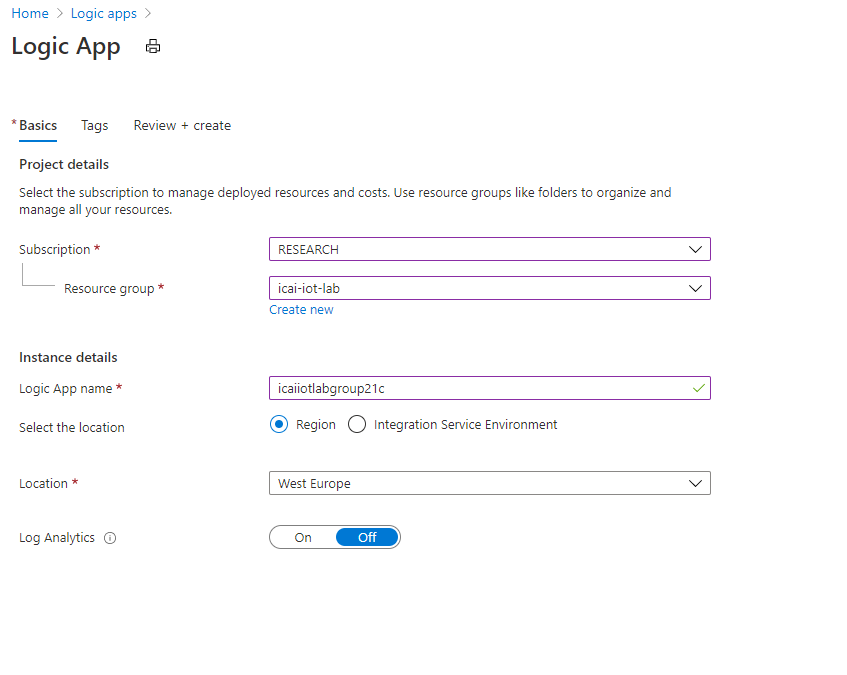 Home > Logic apps >
Logic App
* Basics Tags Review + create
Project details
Select the subscription to manage deployed resources and costs. Use resource groups like folders to organize and
manage all your resources.
Subscription * RESEARCH
Resource group * icai-iot-lab
Create new
Instance details
Logic App name * icaiiotlabgroup21c
Select the location Region Integration Service Environment
Location * West Europe
Log Analytics On Off